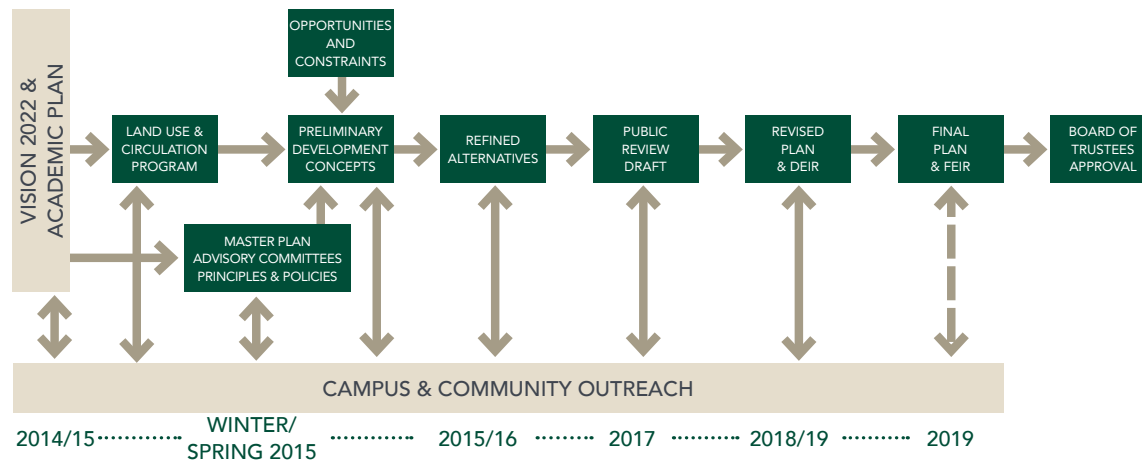 VISION 2022 &
ACADEMIC PLAN
OPPORTUNITIES
AND
CONSTRAINTS
LAND USE &
CIRCULATION
PROGRAM
PRELIMINARY
DEVELOPMENT
CONCEPTS
REFINED
ALTERNATIVES
PUBLIC
REVIEW
DRAFT
REVISED
PLAN
& DEIR
FINAL
PLAN
& FEIR
BOARD OF
TRUSTEES
APPROVAL
MASTER PLAN
ADVISORY COMMITTEES
PRINCIPLES & POLICIES
CAMPUS & COMMUNITY OUTREACH
2014/15
WINTER/
SPRING 2015
2015/16
2017
2018/19
2019